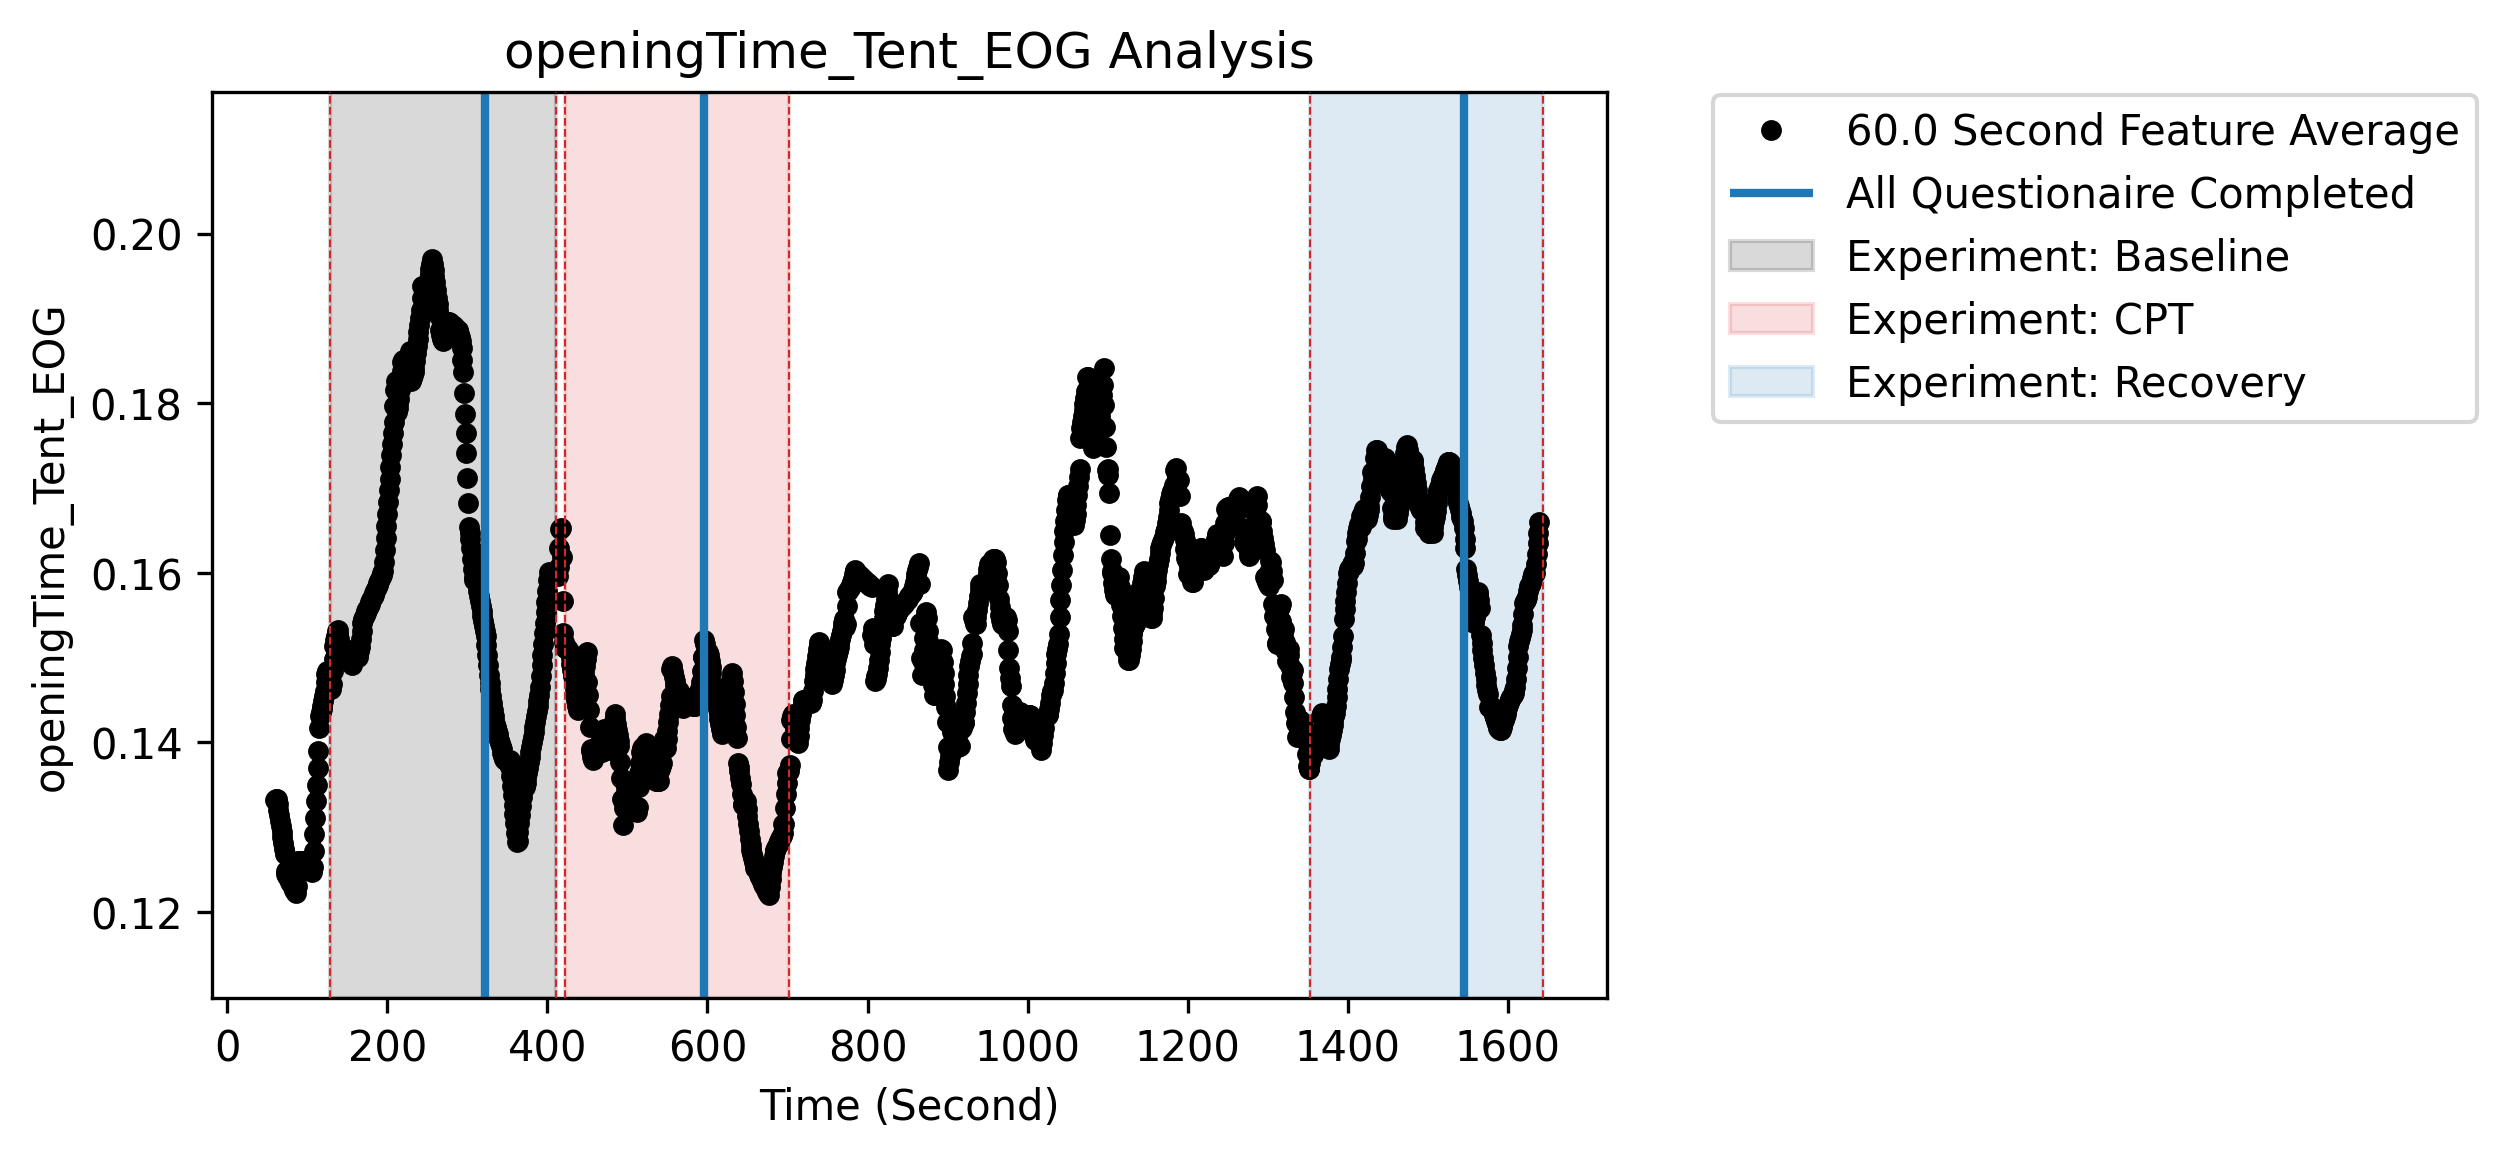 openingTime_Tent_EOG Analysis
openingTime_Tent_EOG
0.20
0.18
0.16
0.14
0.12
0 200 400 600 800 1000 1200 1400 1600
Time (Second)
60.0 Second Feature Average
All Questionaire Completed
Experiment: Baseline
Experiment: CPT
Experiment: Recovery